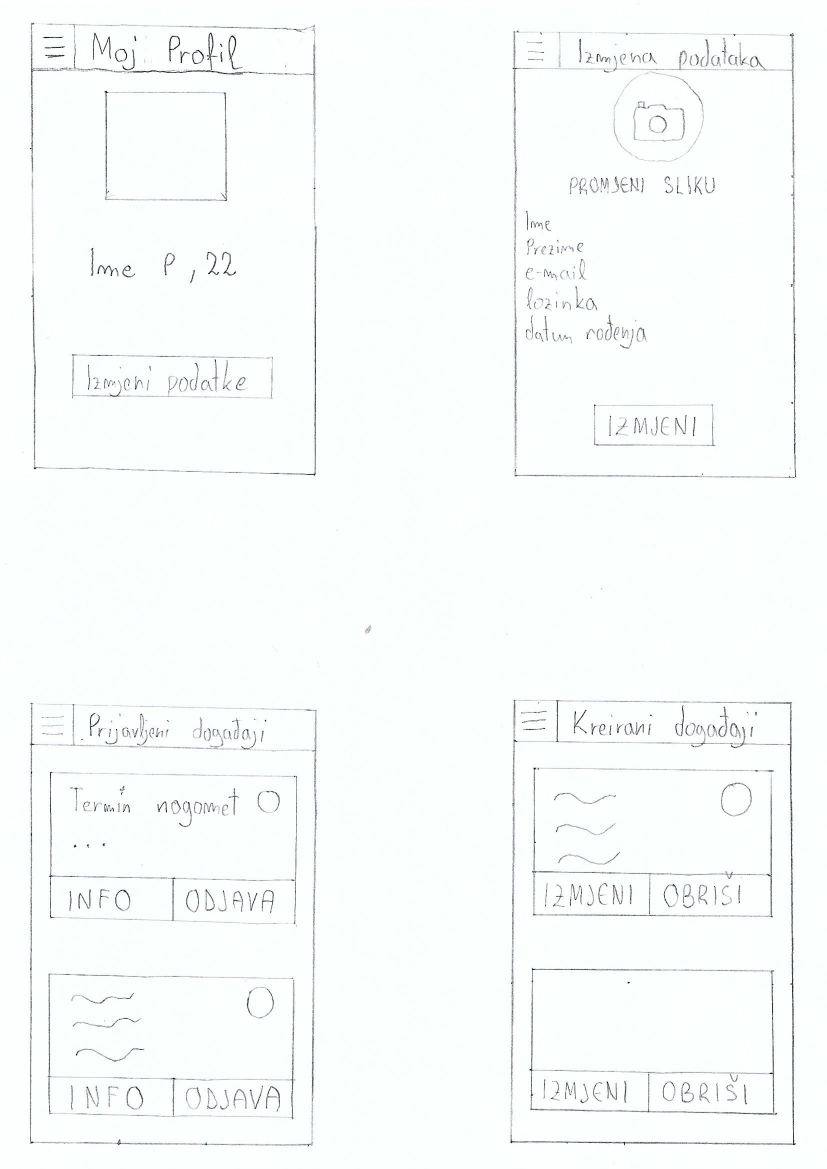 Moj Profil
Ime P, 22
Izmjeni podatke
Izmjena podataka
PROMJENI SLIKU
Ime
Prezime
e-mail
lozinka
datum rođenja
IZMJENI
Prijavljeni događaji
Termin nogomet
...
INFO ODJAVA
INFO ODJAVA
Kreirani događaji
IZMJENI OBRIŠI
IZMJENI OBRIŠI